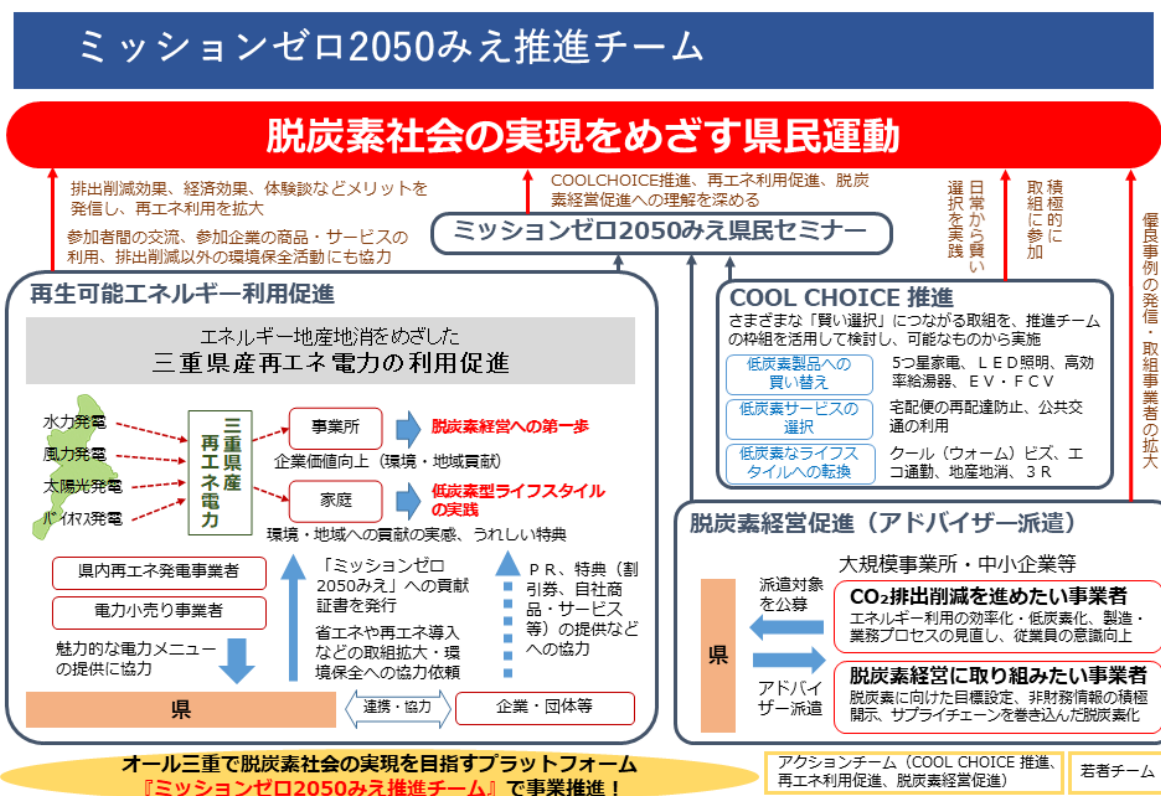 ミッションゼロ2050みえ推進チーム
脱炭素社会の実現をめざす県民運動
排出削減効果、経済効果、体験談などメリットを
発信し、再エネ利用を拡大
参加者間の交流、参加企業の商品・サービスの
利用、排出削減以外の環境保全活動にも協力
COOLCHOICE推進、再エネ利用促進、脱炭
素経営促進への理解を深める
日常から賢い
選択を実践
積極的に
取組に参加
優良事例の発信・取組事業者の拡大
ミッションゼロ2050みえ県民セミナー
再生可能エネルギー利用促進
エネルギー地産地消をめざした
三重県産再エネ電力の利用促進
水力発電
風力発電
太陽光発電
バイオマス発電
三重県産
再エネ電力
事業所
脱炭素経営への第一歩
企業価値向上（環境・地域貢献）
家庭
低炭素型ライフスタイル
の実践
環境・地域への貢献の実感、うれしい特典
県内再エネ発電事業者
電力小売り事業者
魅力的な電力メニュー
の提供に協力
「ミッションゼロ
2050みえ」への貢献
証書を発行
省エネや再エネ導入
などの取組拡大・環
境保全への協力依頼
ＰＲ、特典（割
引券、自社商
品・サービス
等）の提供など
への協力
県
連携・協力
企業・団体等
COOL CHOICE 推進
さまざまな「賢い選択」につながる取組を、推進チーム
の枠組を活用して検討し、可能なものから実施
低炭素製品への
買い替え
5つ星家電、ＬＥＤ照明、高効
率給湯器、ＥＶ・ＦＣＶ
低炭素サービスの
選択
宅配便の再配達防止、公共交
通の利用
低炭素なライフス
タイルへの転換
クール（ウォーム）ビズ、エ
コ通勤、地産地消、３Ｒ
脱炭素経営促進（アドバイザー派遣）
大規模事業所・中小企業等
県
派遣対象
を公募
アドバイ
ザー派遣
CO₂排出削減を進めたい事業者
エネルギー利用の効率化・低炭素化、製造・
業務プロセスの見直し、従業員の意識向上
脱炭素経営に取り組みたい事業者
脱炭素に向けた目標設定、非財務情報の積極
開示、サプライチェーンを巻き込んだ脱炭素化
オール三重で脱炭素社会の実現を目指すプラットフォーム
『ミッションゼロ2050みえ推進チーム』で事業推進！
アクションチーム（COOL CHOICE 推進、
再エネ利用促進、脱炭素経営促進）
若者チーム